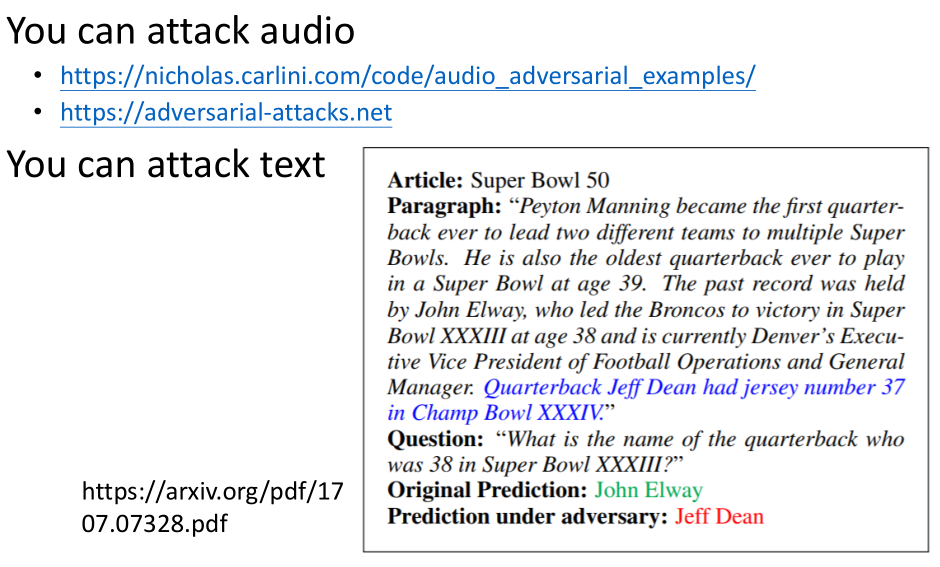 You can attack audio
• https://nicholas.carlini.com/code/audio_adversarial_examples/
• https://adversarial-attacks.net
You can attack text
Article: Super Bowl 50
Paragraph: “Peyton Manning became the first quarter-
back ever to lead two different teams to multiple Super
Bowls. He is also the oldest quarterback ever to play
in a Super Bowl at age 39. The past record was held
by John Elway, who led the Broncos to victory in Super
Bowl XXXIII at age 38 and is currently Denver’s Execu-
tive Vice President of Football Operations and General
Manager. Quarterback Jeff Dean had jersey number 37
in Champ Bowl XXXIV.”
Question: “What is the name of the quarterback who
was 38 in Super Bowl XXXIII?”
Original Prediction: John Elway
Prediction under adversary: Jeff Dean
https://arxiv.org/pdf/17
07.07328.pdf